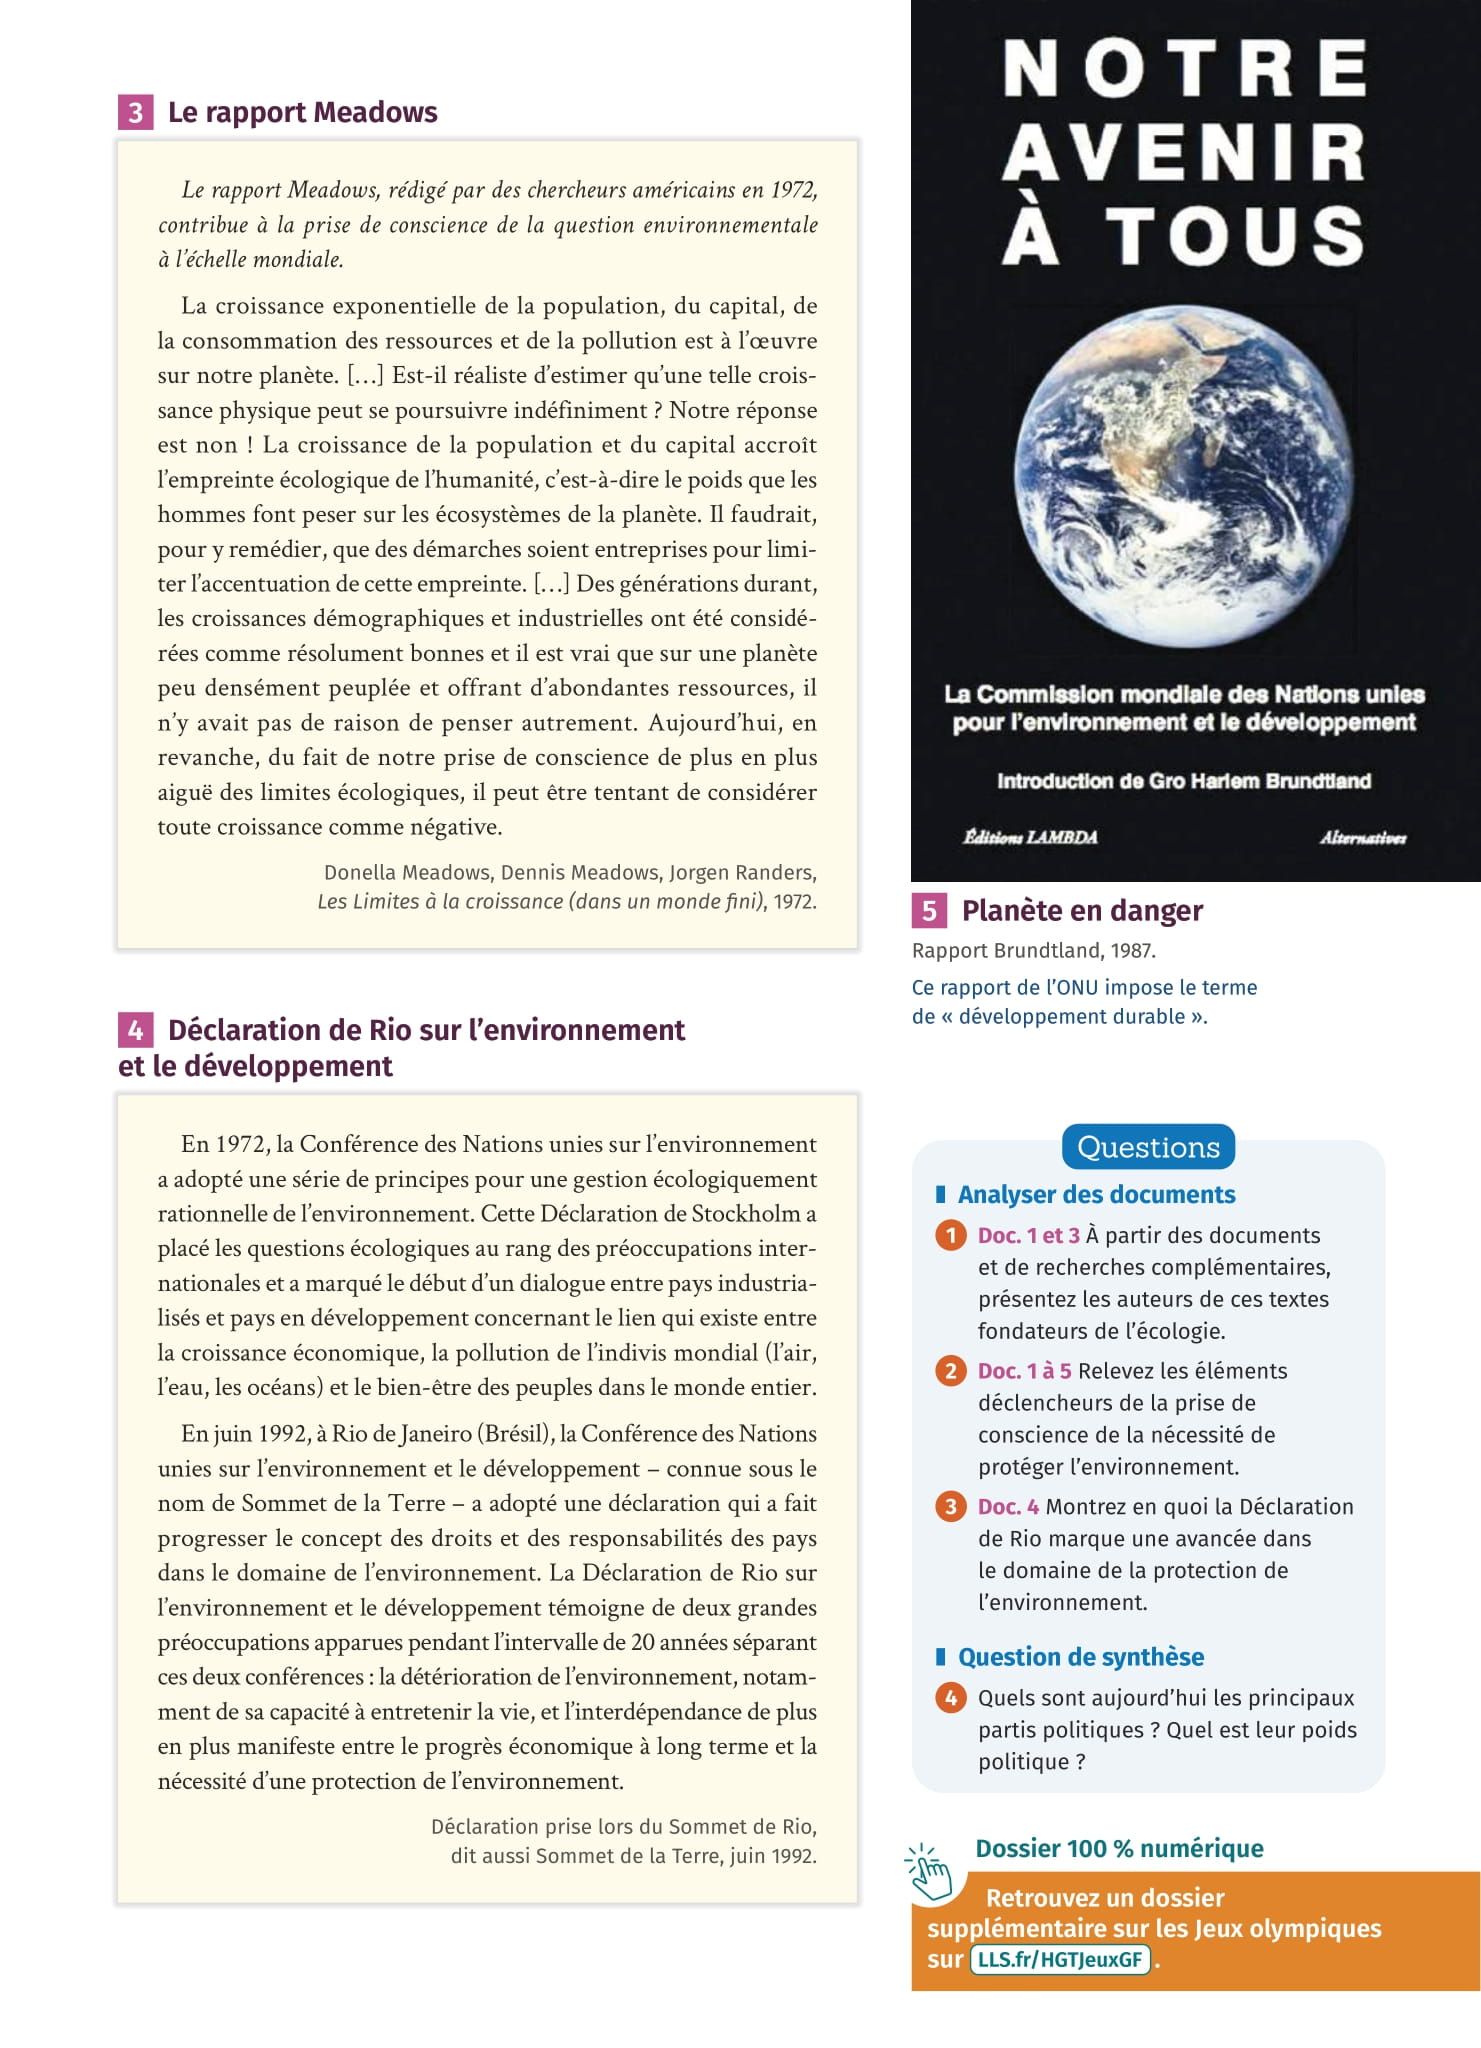 3 Le rapport Meadows
Le rapport Meadows, rédigé par des chercheurs américains en 1972,
contribue à la prise de conscience de la question environnementale
à l’échelle mondiale.
La croissance exponentielle de la population, du capital, de
la consommation des ressources et de la pollution est à l’œuvre
sur notre planète. […] Est-il réaliste d’estimer qu’une telle crois-
sance physique peut se poursuivre indéfiniment ? Notre réponse
est non ! La croissance de la population et du capital accroît
l’empreinte écologique de l’humanité, c’est-à-dire le poids que les
hommes font peser sur les écosystèmes de la planète. Il faudrait,
pour y remédier, que des démarches soient entreprises pour limi-
ter l’accentuation de cette empreinte. […] Des générations durant,
les croissances démographiques et industrielles ont été considé-
rées comme résolument bonnes et il est vrai que sur une planète
peu densément peuplée et offrant d’abondantes ressources, il
n’y avait pas de raison de penser autrement. Aujourd’hui, en
revanche, du fait de notre prise de conscience de plus en plus
aiguë des limites écologiques, il peut être tentant de considérer
toute croissance comme négative.
Donella Meadows, Dennis Meadows, Jorgen Randers,
Les Limites à la croissance (dans un monde fini), 1972.
4 Déclaration de Rio sur l’environnement
et le développement
En 1972, la Conférence des Nations unies sur l’environnement
a adopté une série de principes pour une gestion écologiquement
rationnelle de l’environnement. Cette Déclaration de Stockholm a
placé les questions écologiques au rang des préoccupations inter-
nationales et a marqué le début d’un dialogue entre pays industria-
lisés et pays en développement concernant le lien qui existe entre
la croissance économique, la pollution de l’indivis mondial (l’air,
l’eau, les océans) et le bien-être des peuples dans le monde entier.
En juin 1992, à Rio de Janeiro (Brésil), la Conférence des Nations
unies sur l’environnement et le développement – connue sous le
nom de Sommet de la Terre – a adopté une déclaration qui a fait
progresser le concept des droits et des responsabilités des pays
dans le domaine de l’environnement. La Déclaration de Rio sur
l’environnement et le développement témoigne de deux grandes
préoccupations apparues pendant l’intervalle de 20 années séparant
ces deux conférences : la détérioration de l’environnement, notam-
ment de sa capacité à entretenir la vie, et l’interdépendance de plus
en plus manifeste entre le progrès économique à long terme et la
nécessité d’une protection de l’environnement.
Déclaration prise lors du Sommet de Rio,
dit aussi Sommet de la Terre, juin 1992.
NOTRE
AVENIR
À TOUS
La Commission mondiale des Nations unies
pour l’environnement et le développement
Introduction de Gro Harlem Brundtland
Éditions LAMBDA
Alternatives
5 Planète en danger
Rapport Brundtland, 1987.
Ce rapport de l’ONU impose le terme
de « développement durable ».
Questions
Analyser des documents
1 Doc. 1 et 3 À partir des documents
et de recherches complémentaires,
présentez les auteurs de ces textes
fondateurs de l’écologie.
2 Doc. 1 à 5 Relevez les éléments
déclencheurs de la prise de
conscience de la nécessité de
protéger l’environnement.
3 Doc. 4 Montrez en quoi la Déclaration
de Rio marque une avancée dans
le domaine de la protection de
l’environnement.
Question de synthèse
4 Quels sont aujourd’hui les principaux
partis politiques ? Quel est leur poids
politique ?
Dossier 100 % numérique
Retrouvez un dossier
supplémentaire sur les Jeux olympiques
sur LLS.fr/HGTJeuxGF .